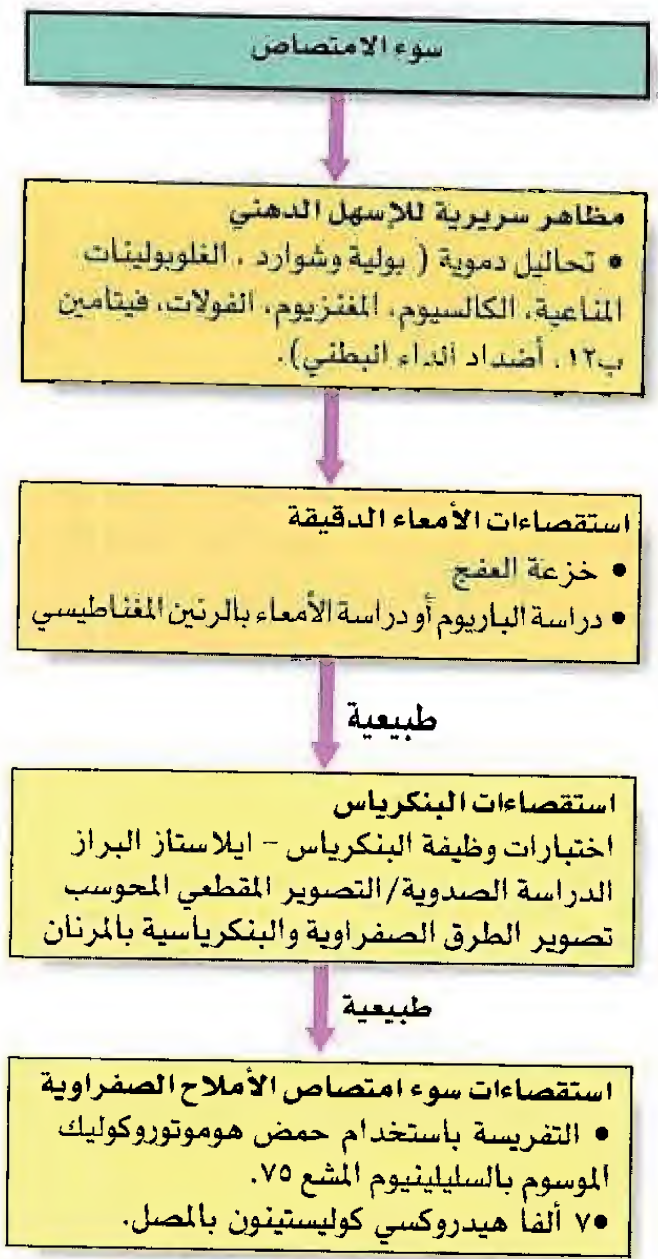 سوء الامتصاص
مظاهر سريرية للإسهل الدهني
• تحاليل دموية ( بولية وشوارد ، الغلوبولينات
المناعية، الكالسيوم، المغنزيوم، الفولات، فيتامين
ب١٢، أضداد الداء البطني).
استقصاءات الأمعاء الدقيقة
• خزعة العفج
• دراسة الباريوم أو دراسة الأمعاء بالرنين المغناطيسي
طبيعية
استقصاءات البنكرياس
اختبارات وظيفة البنكرياس - ايلاستاز البراز
الدراسة الصدوية/التصوير المقطعي المحوسب
تصوير الطرق الصفراوية والبنكرياسية بالمرنان
طبيعية
استقصاءات سوء امتصاص الأملاح الصفراوية
• التفريسة باستخدام حمض هوموتوروكوليك
الموسوم بالسليلينيوم المشع ٧٥.
•٧ ألفا هيدروكسي كوليستينون بالمصل.